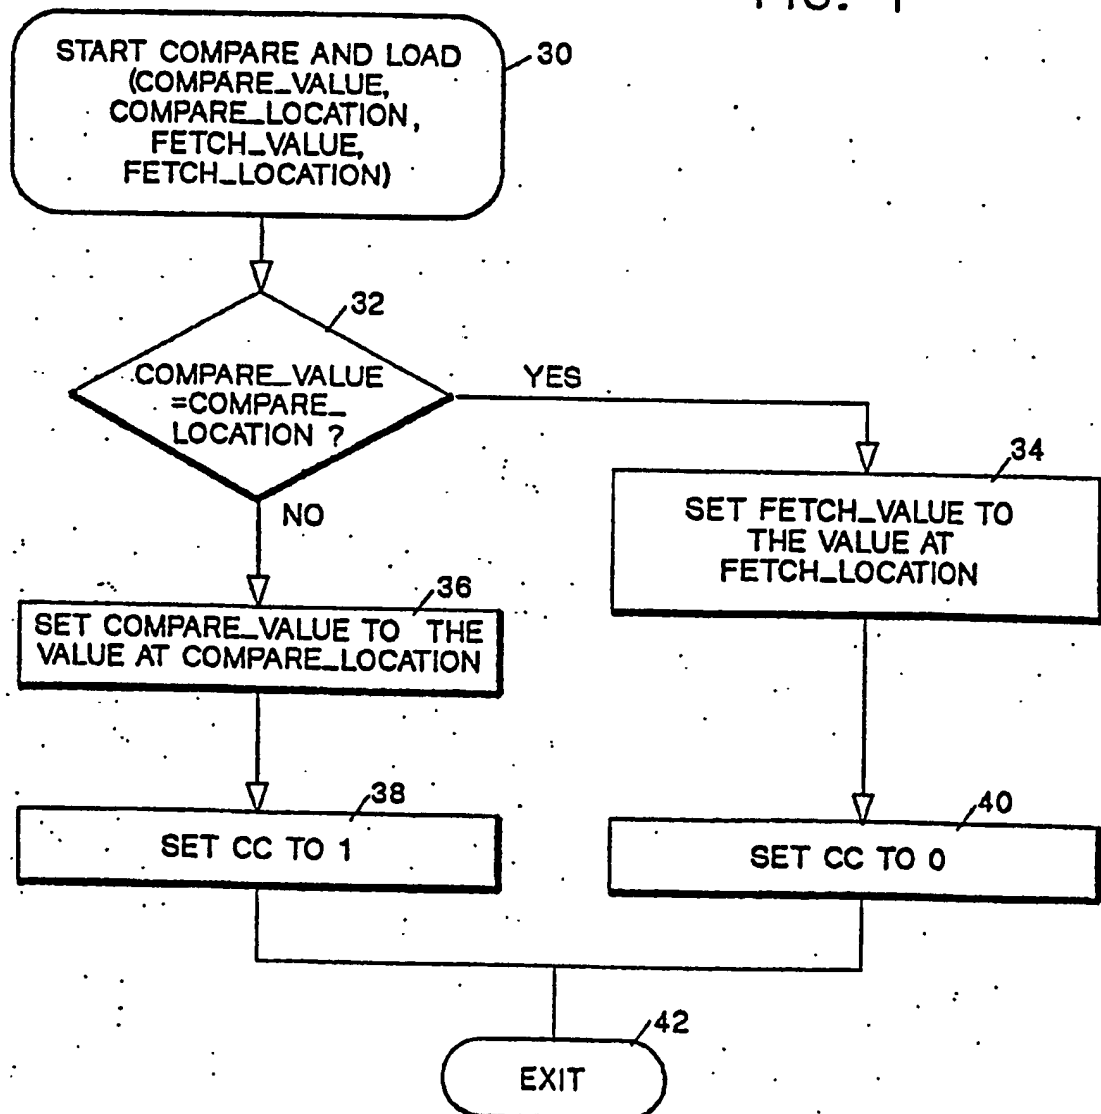 FIG. 1
START COMPARE AND LOAD
(COMPARE_VALUE,
COMPARE_LOCATION,
FETCH_VALUE,
FETCH_LOCATION)
30
32
COMPARE_VALUE
=COMPARE_
LOCATION ?
YES
NO
34
SET FETCH_VALUE TO
THE VALUE AT
FETCH_LOCATION
36
SET COMPARE_VALUE TO THE
VALUE AT COMPARE_LOCATION
38
SET CC TO 1
40
SET CC TO 0
42
EXIT